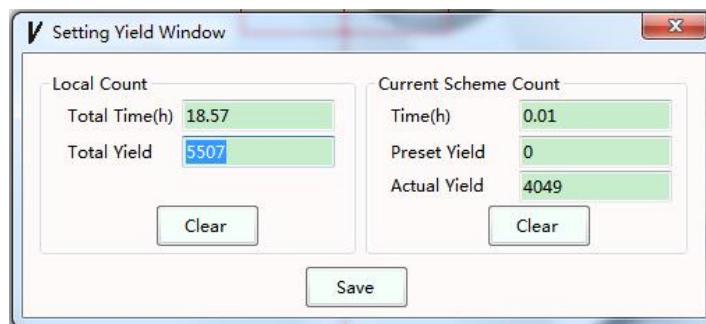 Setting Yield Window
Local Count
Total Time(h) 18.57
Total Yield 5507
Clear
Current Scheme Count
Time(h) 0.01
Preset Yield 0
Actual Yield 4049
Clear
Save